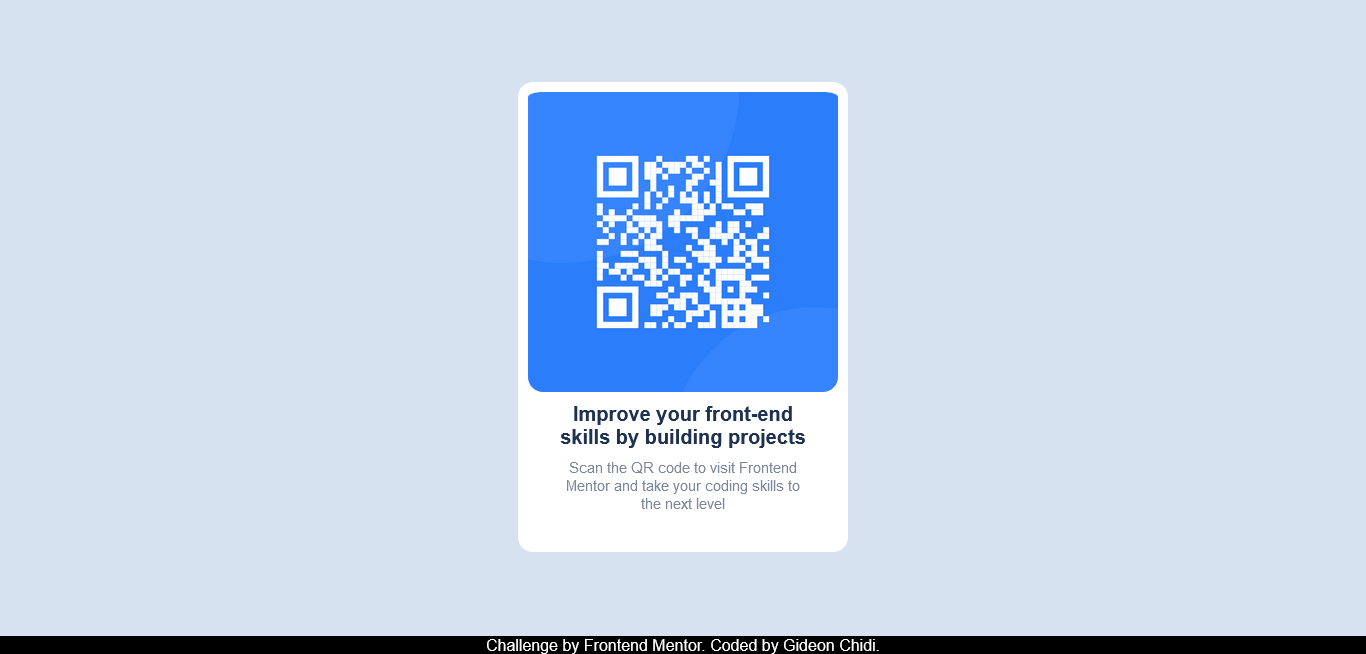 Improve your front-end
skills by building projects
Scan the QR code to visit Frontend
Mentor and take your coding skills to
the next level
Challenge by Frontend Mentor. Coded by Gideon Chidi.